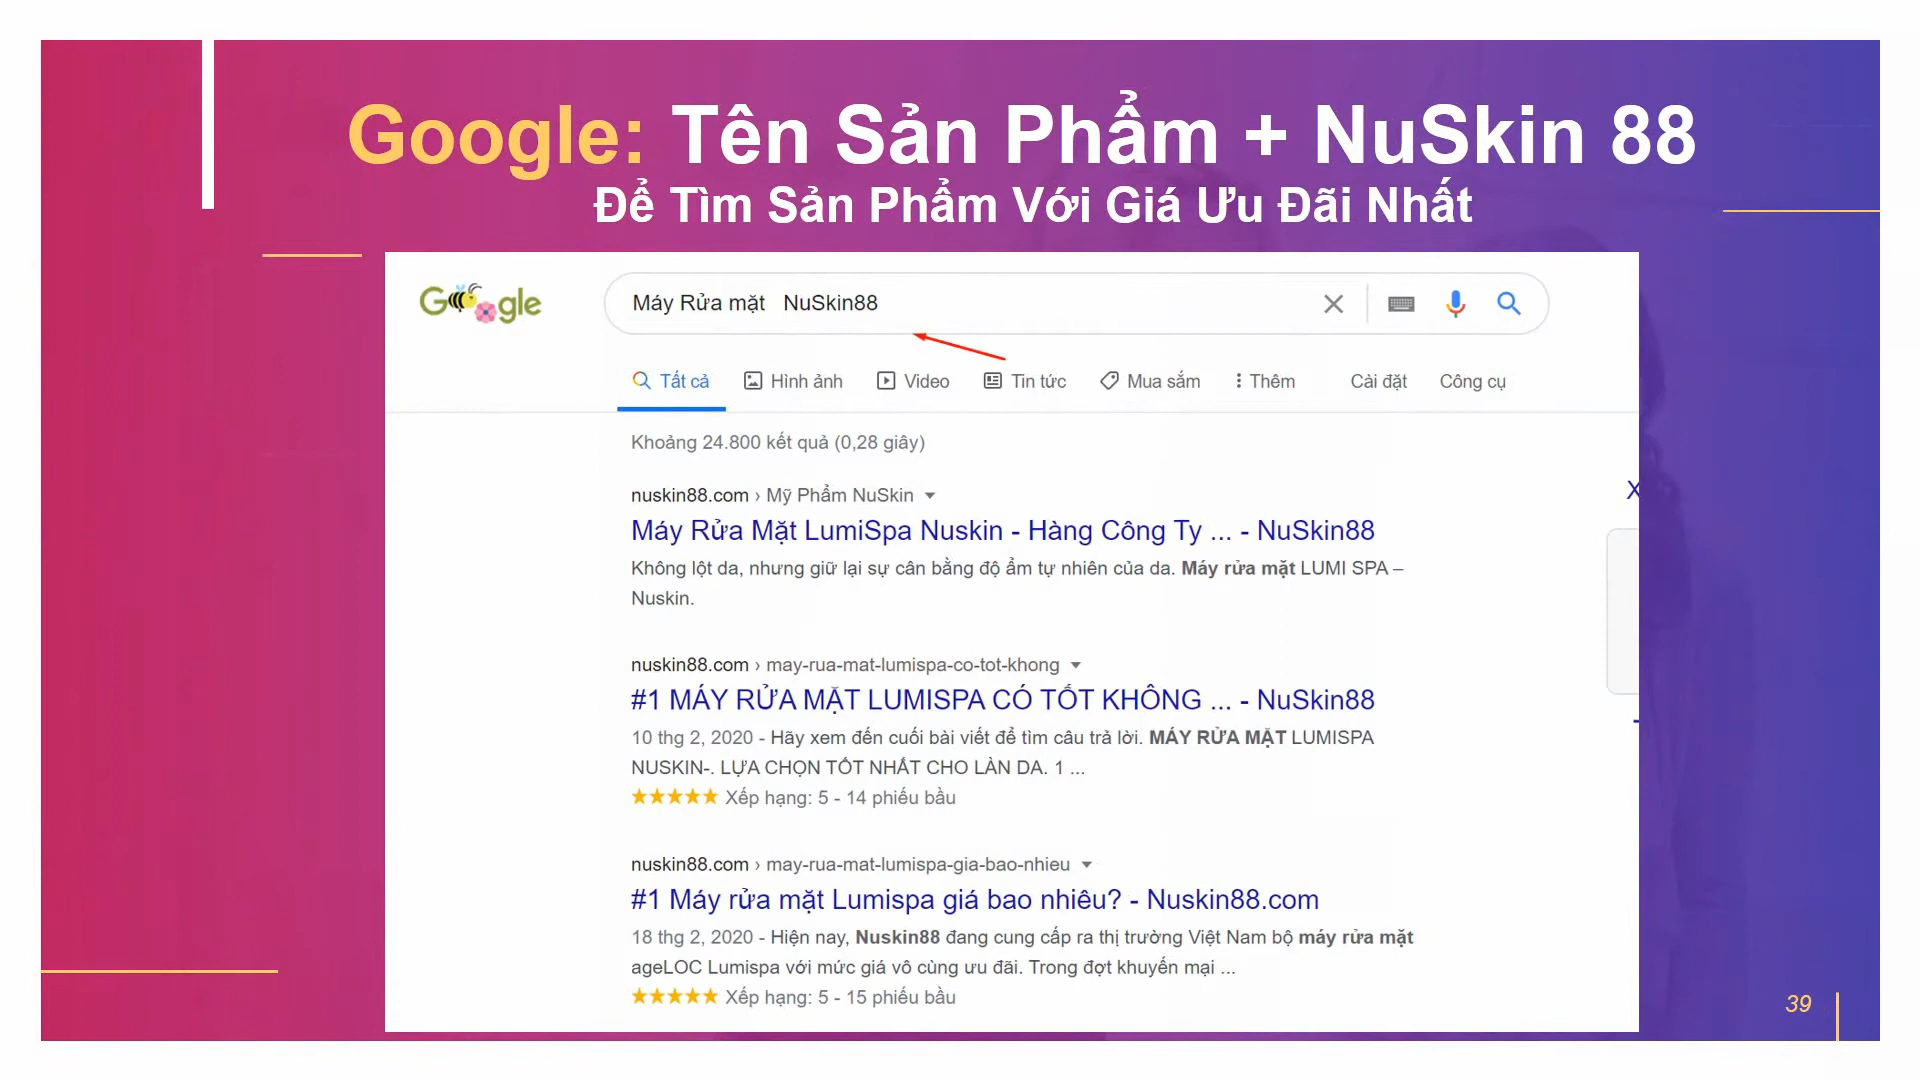 Google: Tên Sản Phẩm + NuSkin 88
Để Tìm Sản Phẩm Với Giá Ưu Đãi Nhất
Google
Máy Rửa mặt NuSkin88
Tất cả Hình ảnh Video Tin tức Mua sắm Thêm Cài đặt Công cụ
Khoảng 24.800 kết quả (0,28 giây)
nuskin88.com › Mỹ Phẩm NuSkin
Máy Rửa Mặt LumiSpa Nuskin - Hàng Công Ty ... - NuSkin88
Không lột da, nhưng giữ lại sự cân bằng độ ẩm tự nhiên của da. Máy rửa mặt LUMI SPA –
Nuskin.
nuskin88.com › may-rua-mat-lumispa-co-tot-khong
#1 MÁY RỬA MẶT LUMISPA CÓ TỐT KHÔNG ... - NuSkin88
10 thg 2, 2020 - Hãy xem đến cuối bài viết để tìm câu trả lời. MÁY RỬA MẶT LUMISPA
NUSKIN-. LỰA CHỌN TỐT NHẤT CHO LÀN DA. 1 ...
★★★★★ Xếp hạng: 5 - 14 phiếu bầu
nuskin88.com › may-rua-mat-lumispa-gia-bao-nhieu
#1 Máy rửa mặt Lumispa giá bao nhiêu? - Nuskin88.com
18 thg 2, 2020 - Hiện nay, Nuskin88 đang cung cấp ra thị trường Việt Nam bộ máy rửa mặt
ageLOC Lumispa với mức giá vô cùng ưu đãi. Trong đợt khuyến mại ...
★★★★★ Xếp hạng: 5 - 15 phiếu bầu
39